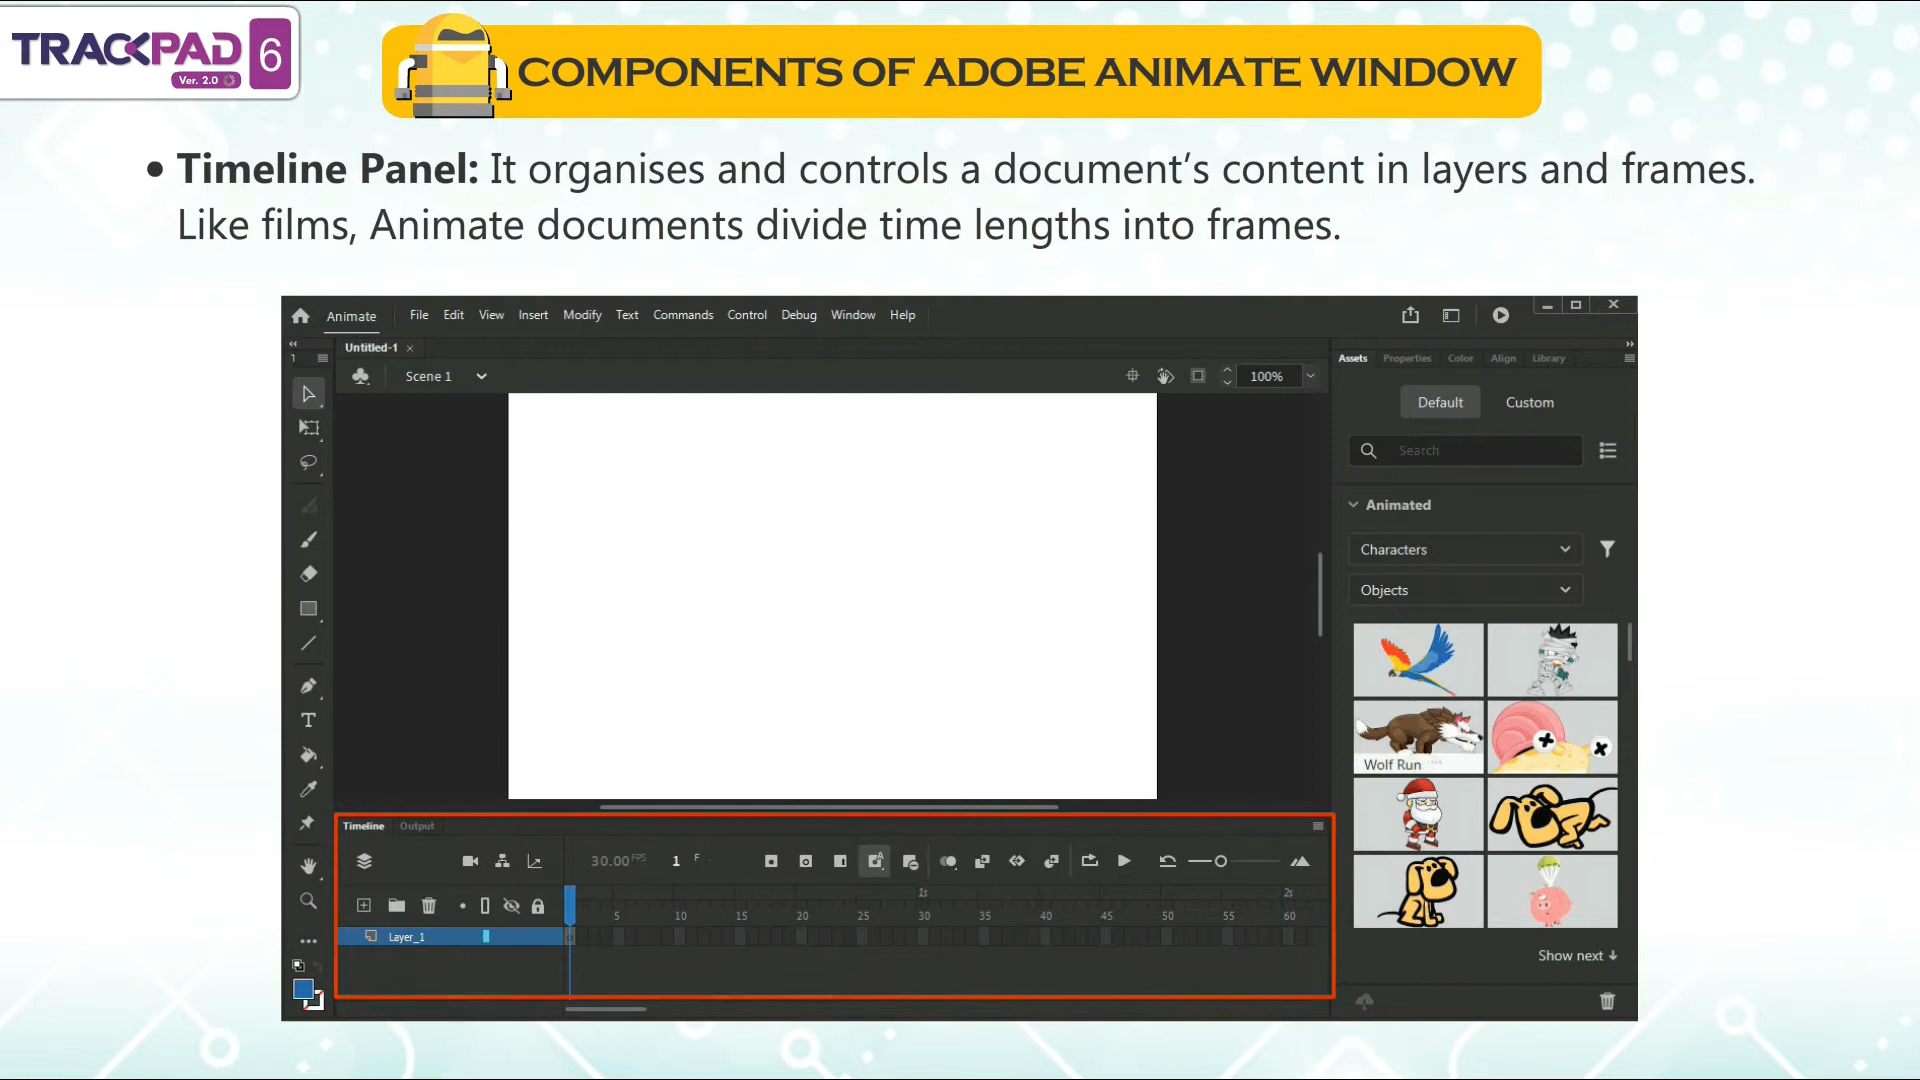 TRACKPAD
Ver. 2.0
6
COMPONENTS OF ADOBE ANIMATE WINDOW
• Timeline Panel: It organises and controls a document’s content in layers and frames.
Like films, Animate documents divide time lengths into frames.
Animate File Edit View Insert Modify Text Commands Control Debug Window Help
1
Untitled-1
Scene 1
100%
Assets Properties Color Align Library
Default Custom
Search
Animated
Characters
Objects
Wolf Run
Show next
Timeline Output
30.00 FPS 1 F
1s 2s
5 10 15 20 25 30 35 40 45 50 55 60
Layer_1